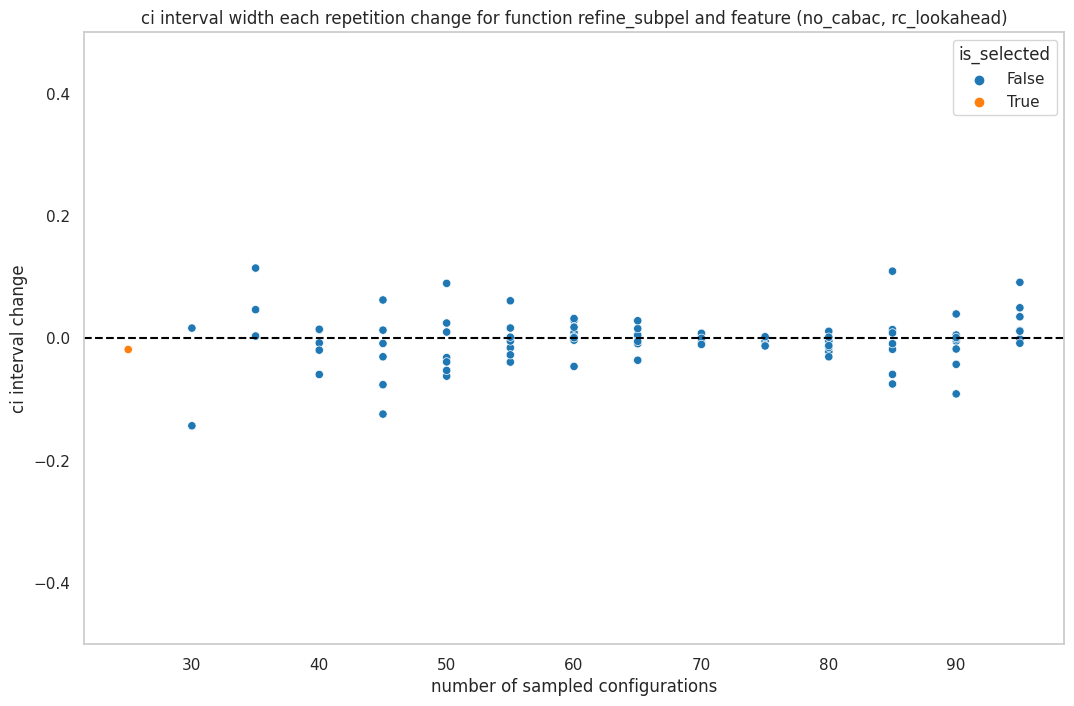 ci interval width each repetition change for function refine_subpel and feature (no_cabac, rc_lookahead)
is_selected
False
True
ci interval change
0.4
0.2
0.0
−0.2
−0.4
30 40 50 60 70 80 90
number of sampled configurations